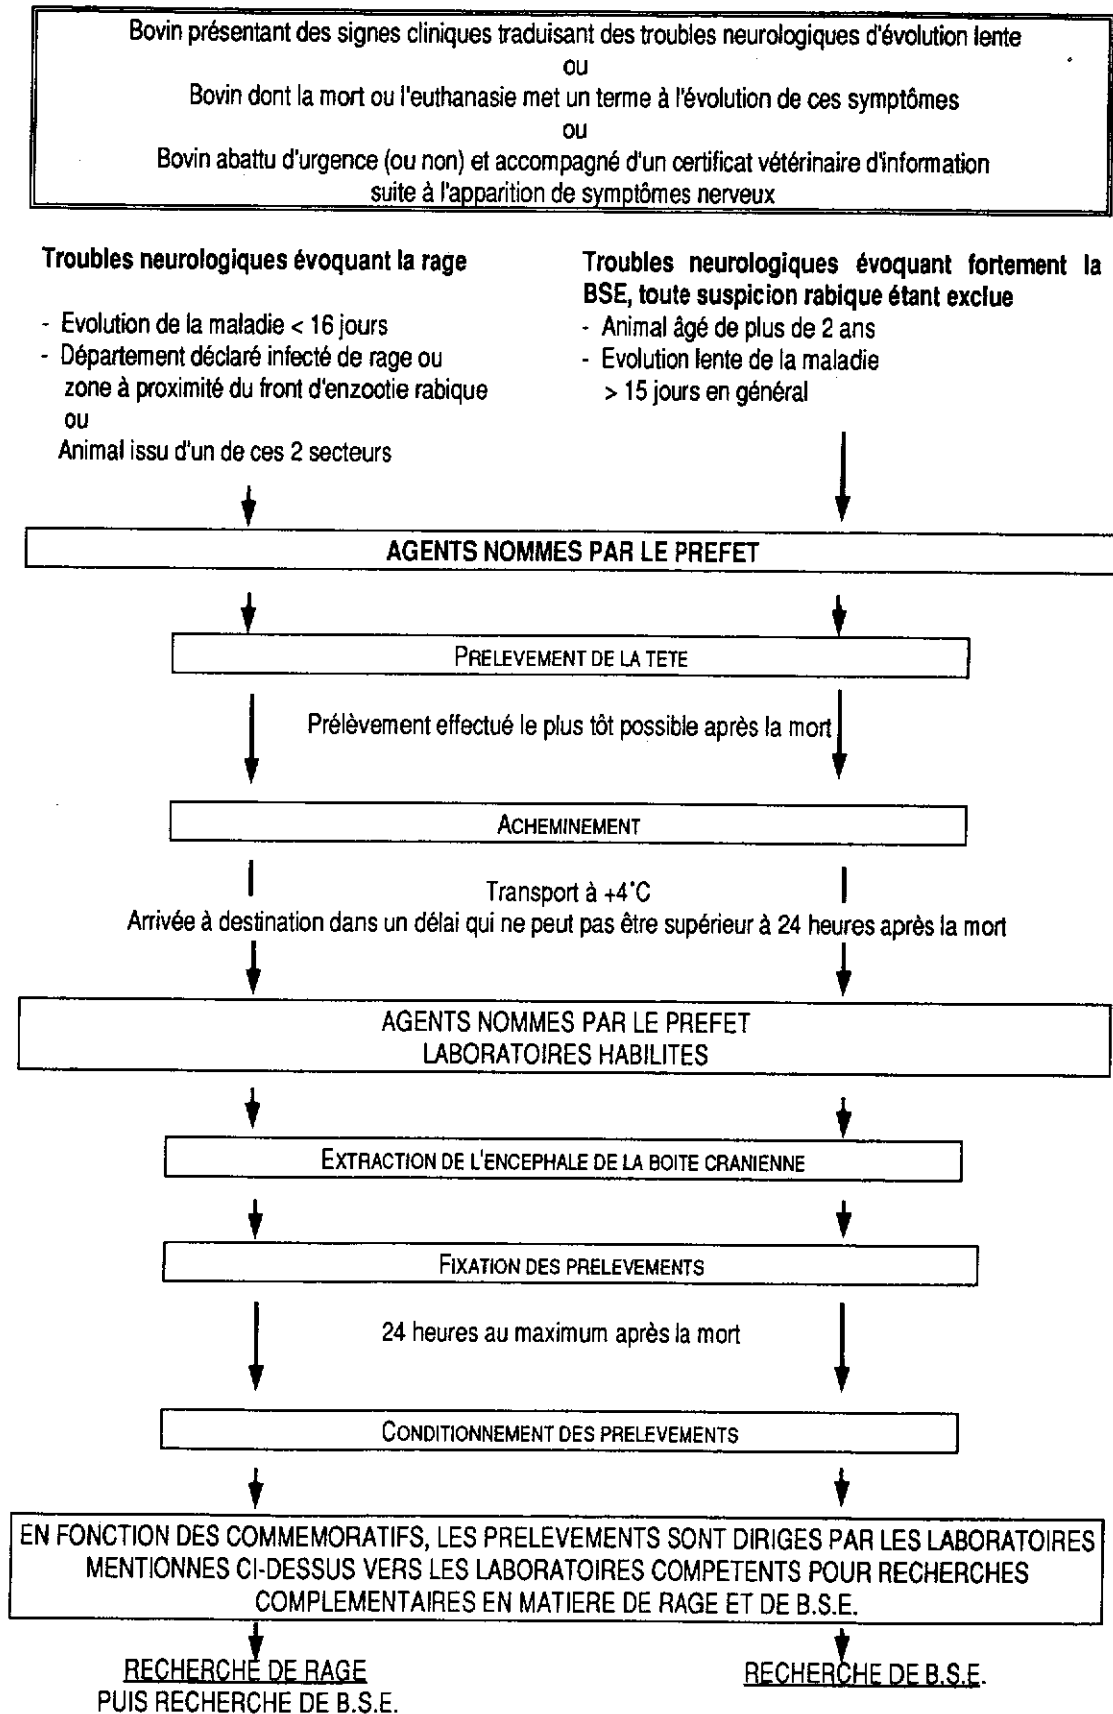 Bovin présentant des signes cliniques traduisant des troubles neurologiques d'évolution lente
ou
Bovin dont la mort ou l'euthanasie met un terme à l'évolution de ces symptômes
ou
Bovin abattu d'urgence (ou non) et accompagné d'un certificat vétérinaire d'information
suite à l'apparition de symptômes nerveux
Troubles neurologiques évoquant la rage
- Evolution de la maladie < 16 jours
- Département déclaré infecté de rage ou
zone à proximité du front d'enzootie rabique
ou
Animal issu d'un de ces 2 secteurs
Troubles neurologiques évoquant fortement la
BSE, toute suspicion rabique étant exclue
- Animal âgé de plus de 2 ans
- Evolution lente de la maladie
> 15 jours en général
AGENTS NOMMES PAR LE PREFET
PRELEVEMENT DE LA TETE
Prélèvement effectué le plus tôt possible après la mort
ACHEMINEMENT
Transport à +4°C
Arrivée à destination dans un délai qui ne peut pas être supérieur à 24 heures après la mort
AGENTS NOMMES PAR LE PREFET
LABORATOIRES HABILITES
EXTRACTION DE L'ENCEPHALE DE LA BOITE CRANIENNE
FIXATION DES PRELEVEMENTS
24 heures au maximum après la mort
CONDITIONNEMENT DES PRELEVEMENTS
EN FONCTION DES COMMEMORATIFS, LES PRELEVEMENTS SONT DIRIGES PAR LES LABORATOIRES
MENTIONNES CI-DESSUS VERS LES LABORATOIRES COMPETENTS POUR RECHERCHES
COMPLEMENTAIRES EN MATIERE DE RAGE ET DE B.S.E.
RECHERCHE DE RAGE
PUIS RECHERCHE DE B.S.E.
RECHERCHE DE B.S.E.